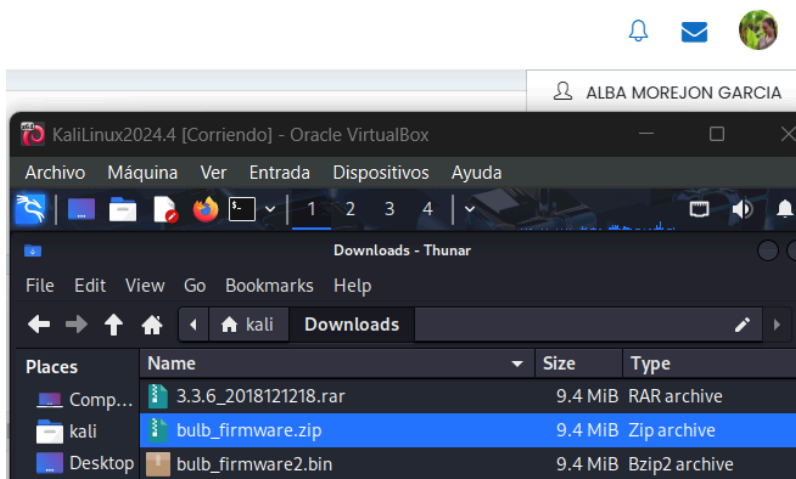 ALBA MOREJON GARCIA
KaliLinux2024.4 [Corriendo] - Oracle VirtualBox
Archivo Máquina Ver Entrada Dispositivos Ayuda
1 2 3 4
Downloads - Thunar
File Edit View Go Bookmarks Help
kali Downloads
Places Name Size Type
Comp... 3.3.6_2018121218.rar 9.4 MiB RAR archive
kali bulb_firmware.zip 9.4 MiB Zip archive
Desktop bulb_firmware2.bin 9.4 MiB Bzip2 archive